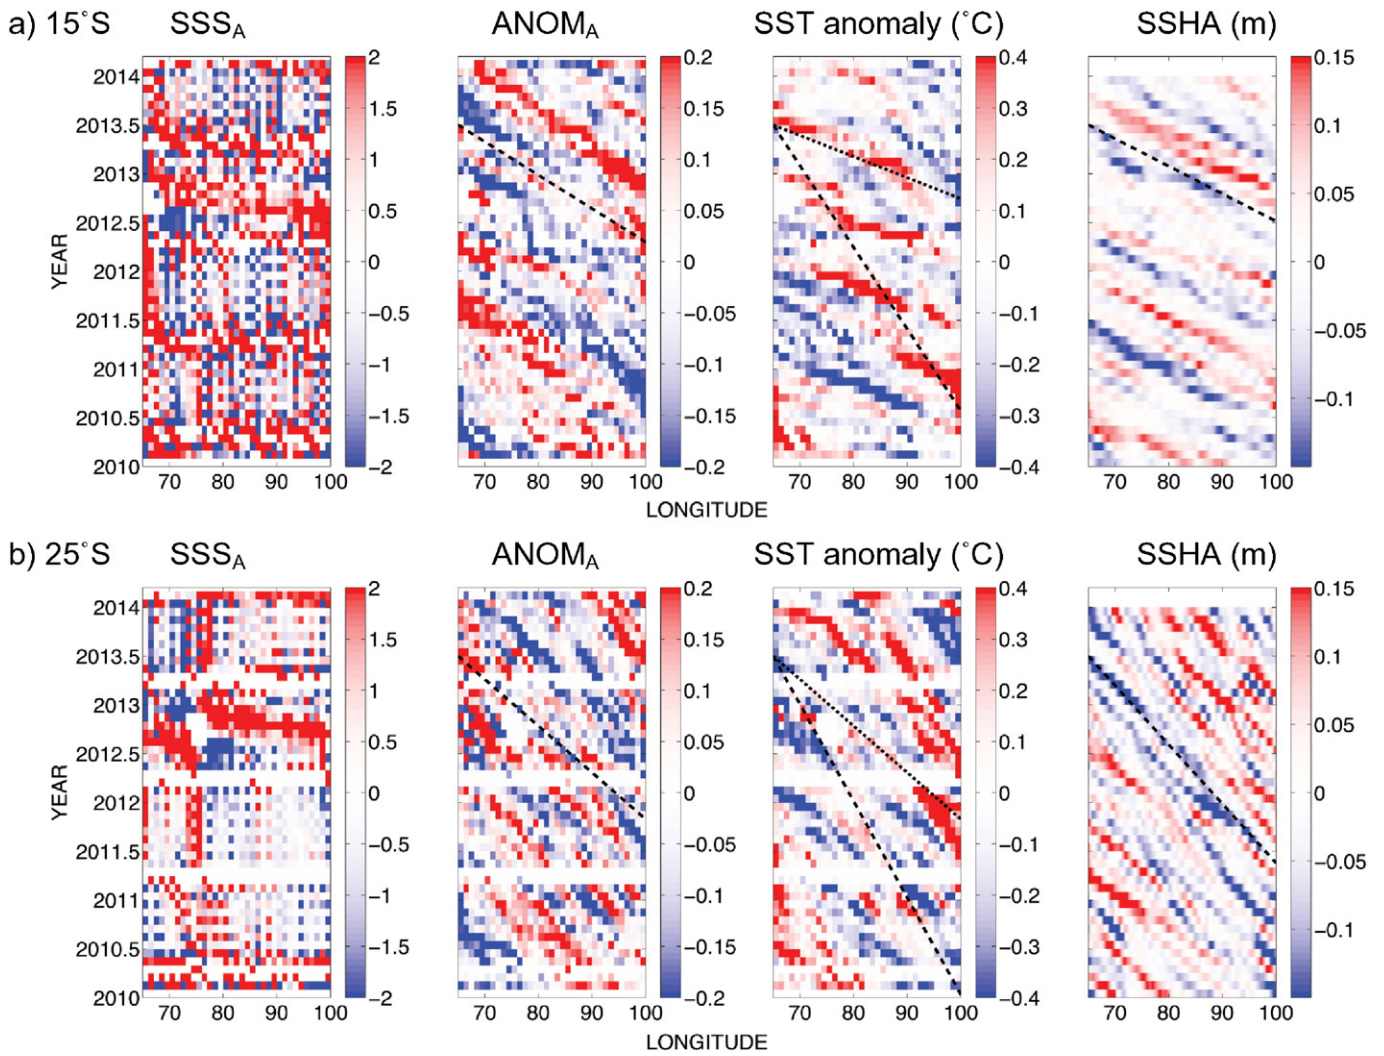 a) 15°S SSS_A ANOM_A SST anomaly (°C) SSHA (m)
2014 2013.5 2013 2012.5 2012 2011.5 2011 2010.5 2010
YEAR
2 1.5 1 0.5 0 −0.5 −1 −1.5 −2
0.2 0.15 0.1 0.05 0 −0.05 −0.1 −0.15 −0.2
0.4 0.3 0.2 0.1 0 −0.1 −0.2 −0.3 −0.4
0.15 0.1 0.05 0 −0.05 −0.1
70 80 90 100 70 80 90 100 70 80 90 100 70 80 90 100
LONGITUDE
b) 25°S SSS_A ANOM_A SST anomaly (°C) SSHA (m)
2014 2013.5 2013 2012.5 2012 2011.5 2011 2010.5 2010
YEAR
2 1.5 1 0.5 0 −0.5 −1 −1.5 −2
0.2 0.15 0.1 0.05 0 −0.05 −0.1 −0.15 −0.2
0.4 0.3 0.2 0.1 0 −0.1 −0.2 −0.3 −0.4
0.15 0.1 0.05 0 −0.05 −0.1
70 80 90 100 70 80 90 100 70 80 90 100 70 80 90 100
LONGITUDE